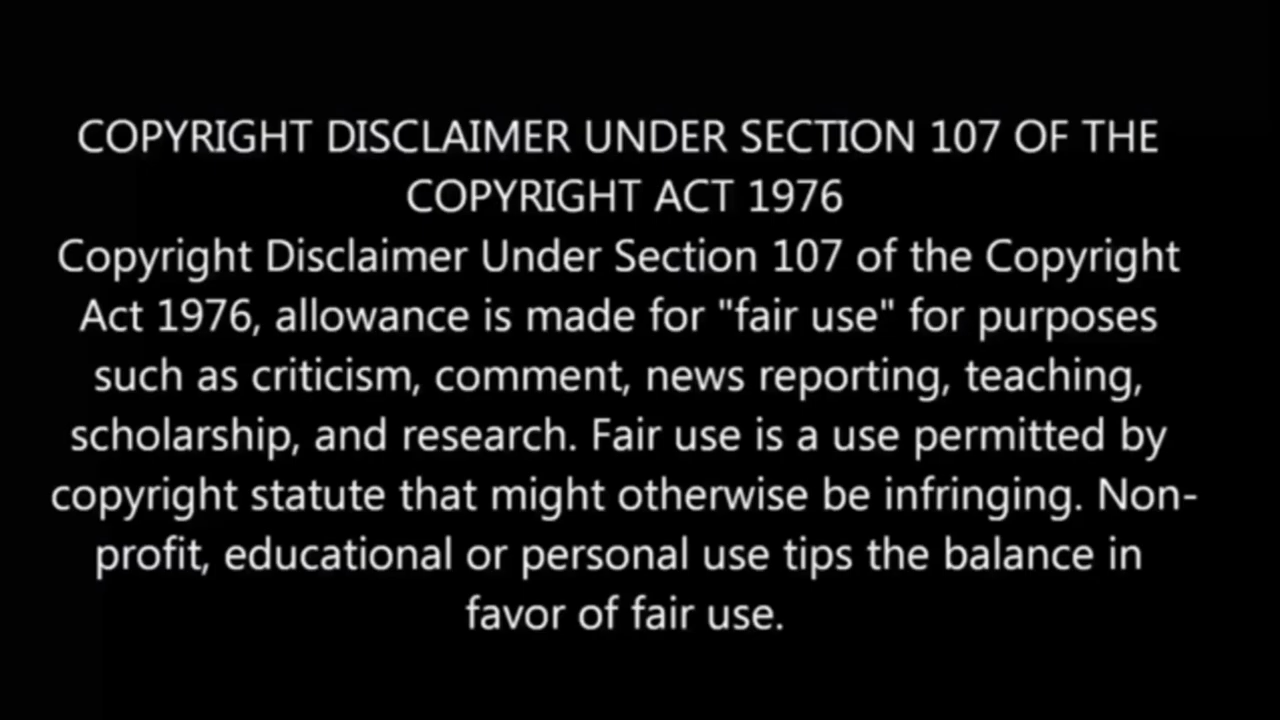 COPYRIGHT DISCLAIMER UNDER SECTION 107 OF THE
COPYRIGHT ACT 1976
Copyright Disclaimer Under Section 107 of the Copyright
Act 1976, allowance is made for "fair use" for purposes
such as criticism, comment, news reporting, teaching,
scholarship, and research. Fair use is a use permitted by
copyright statute that might otherwise be infringing. Non-
profit, educational or personal use tips the balance in
favor of fair use.